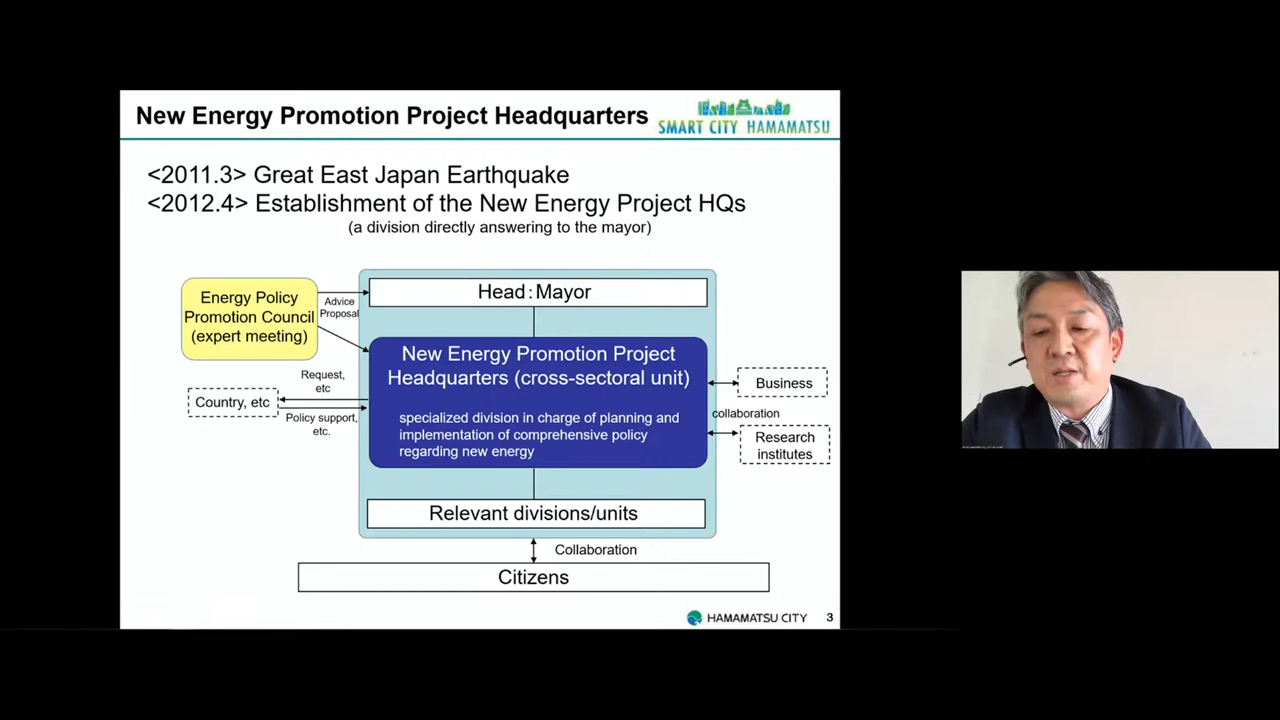 New Energy Promotion Project Headquarters
SMART CITY HAMAMATSU
<2011.3> Great East Japan Earthquake
<2012.4> Establishment of the New Energy Project HQs
(a division directly answering to the mayor)
Energy Policy
Promotion Council
(expert meeting)
Advice
Proposal
Head:Mayor
New Energy Promotion Project
Headquarters (cross-sectoral unit)
specialized division in charge of planning and
implementation of comprehensive policy
regarding new energy
Request,
etc
Country, etc
Policy support,
etc.
Business
collaboration
Research
institutes
Relevant divisions/units
Collaboration
Citizens
HAMAMATSU CITY
3